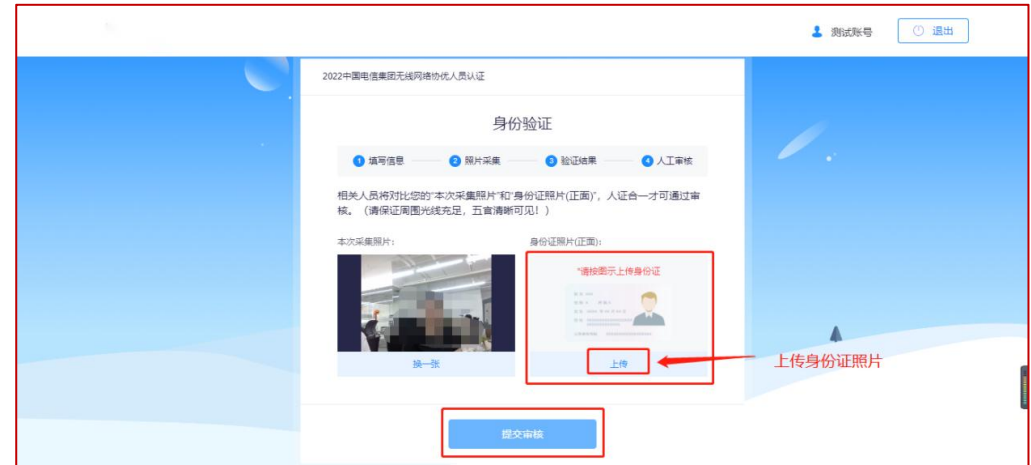 测试账号
退出
2022中国电信集团无线网络协优人员认证
身份验证
1 填写信息 2 照片采集 3 验证结果 4 人工审核
相关人员将对比您的“本次采集照片”和“身份证照片(正面)”，人证合一才可通过审
核。（请保证周围光线充足，五官清晰可见！）
本次采集照片：
身份证照片(正面)：
*请按图示上传身份证
换一张
上传
上传身份证照片
提交审核